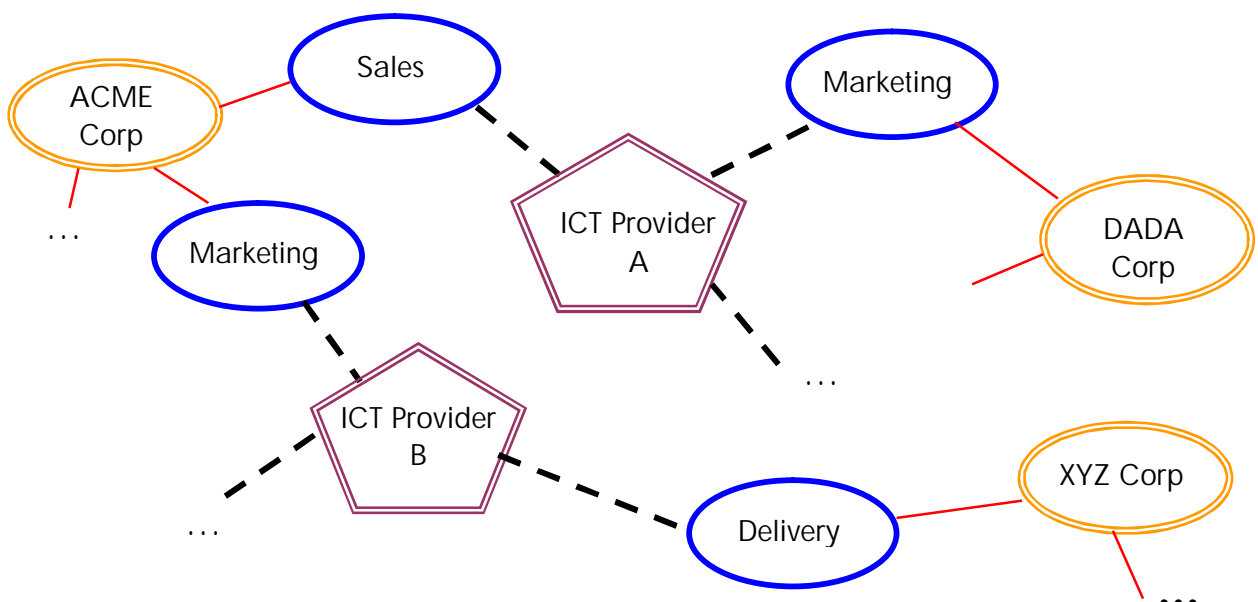 Sales
Marketing
ACME
Corp
ICT Provider
A
DADA
Corp
...
Marketing
...
ICT Provider
B
XYZ Corp
...
Delivery
...